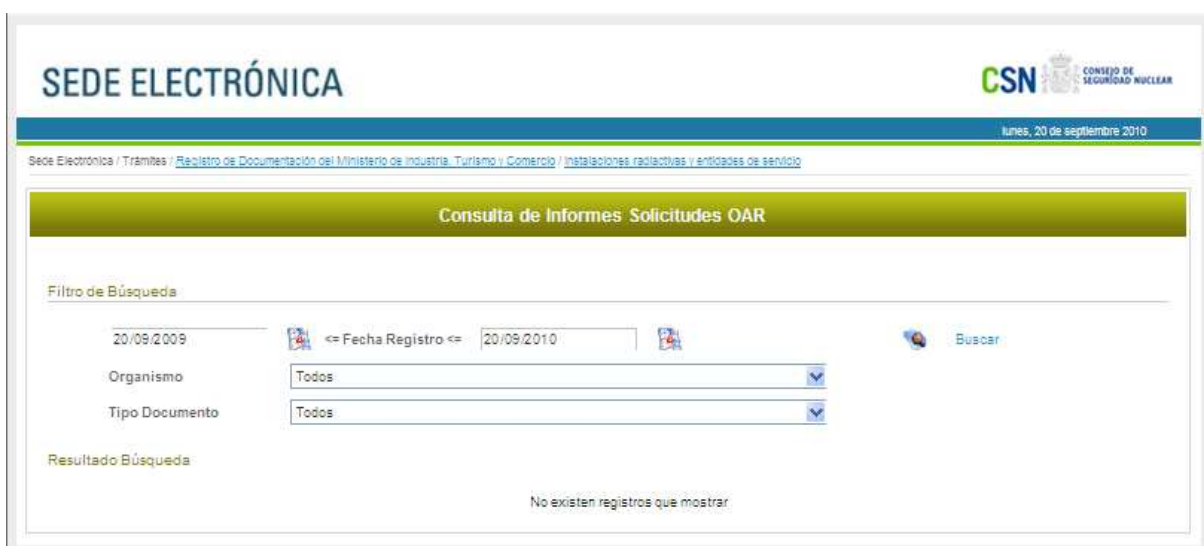 SEDE ELECTRÓNICA
CSN CONSEJO DE
SEGURIDAD NUCLEAR
lunes, 20 de septiembre 2010
Sede Electrónica / Trámites / Registro de Documentación del Ministerio de Industria, Turismo y Comercio / Instalaciones radiactivas y entidades de servicio
Consulta de Informes Solicitudes OAR
Filtro de Búsqueda
20/09/2009 <= Fecha Registro <= 20/09/2010 Buscar
Organismo Todos
Tipo Documento Todos
Resultado Búsqueda
No existen registros que mostrar